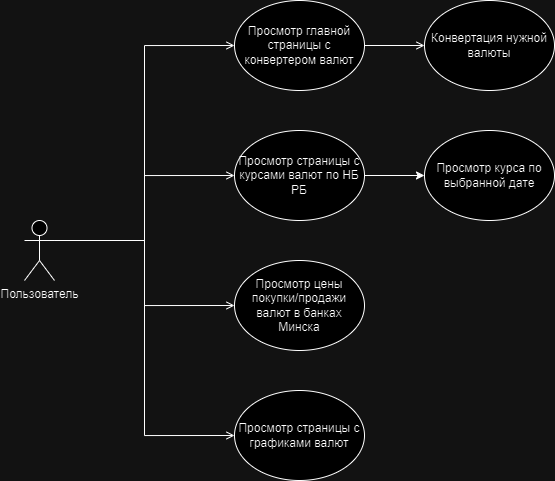 Просмотр главной
страницы с
конвертером валют
Конвертация нужной
валюты
Просмотр страницы с
курсами валют по НБ
РБ
Просмотр курса по
выбранной дате
Пользователь
Просмотр цены
покупки/продажи
валют в банках
Минска
Просмотр страницы с
графиками валют